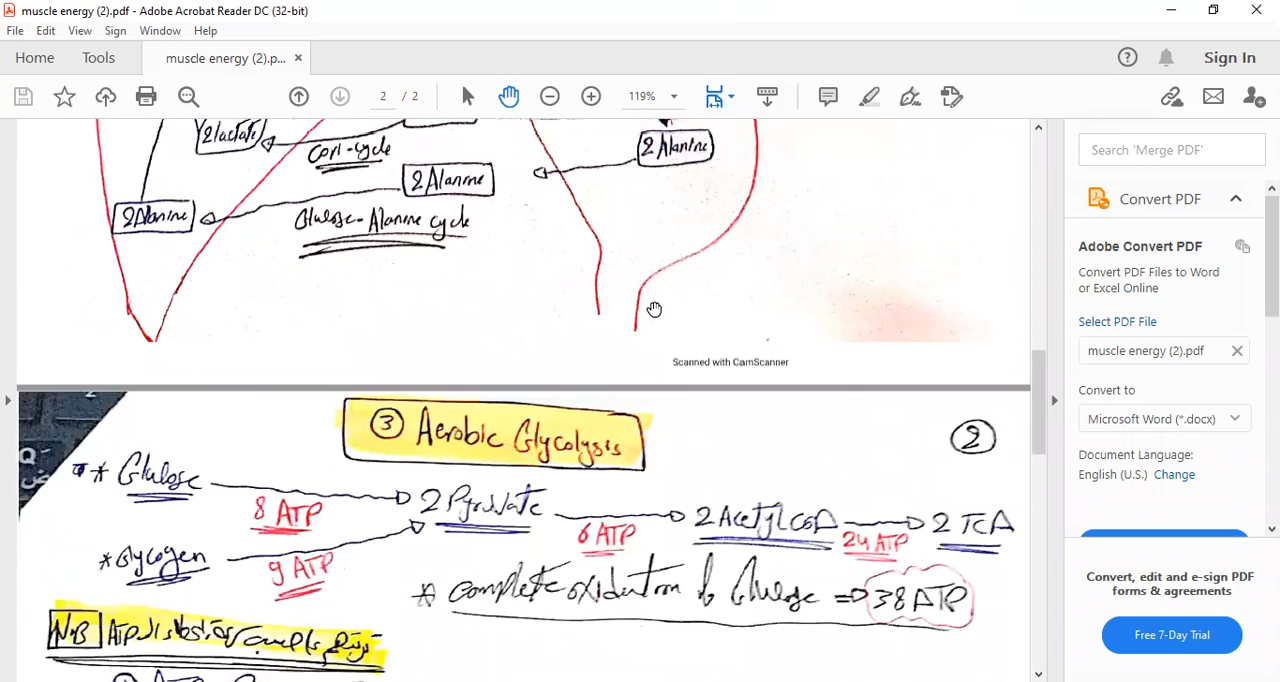 muscle energy (2).pdf - Adobe Acrobat Reader DC (32-bit)
File Edit View Sign Window Help
Home Tools muscle energy (2).p... × Sign In
2 / 2 119%
2 lactate
Cori-cycle
2 Alanine
2 Alanine
2 Alanine
Glucose-Alanine cycle
Scanned with CamScanner
③ Aerobic Glycolysis
②
* Glucose
8 ATP
2 Pyruvate
6 ATP
2 Acetyl CoA
24 ATP
2 TCA
* Glycogen
9 ATP
* complete oxidation of Glucose => 38 ATP
N.B ATP
Search 'Merge PDF'
Convert PDF
Adobe Convert PDF
Convert PDF Files to Word
or Excel Online
Select PDF File
muscle energy (2).pdf
Convert to
Microsoft Word (*.docx)
Document Language:
English (U.S.) Change
Convert, edit and e-sign PDF
forms & agreements
Free 7-Day Trial